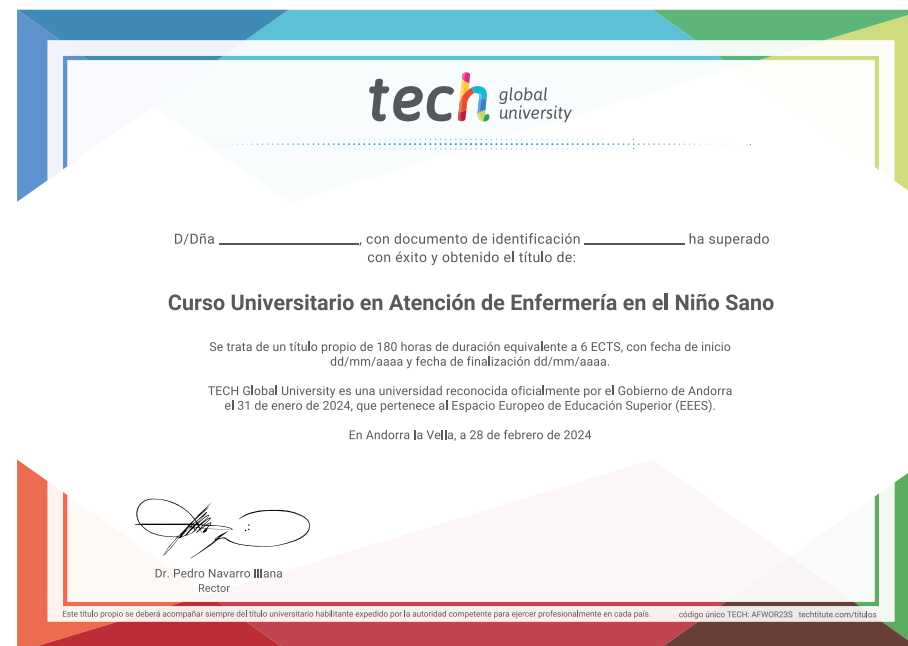 tech global university
D/Dña ____________________, con documento de identificación ______________ ha superado
con éxito y obtenido el título de:
Curso Universitario en Atención de Enfermería en el Niño Sano
Se trata de un título propio de 180 horas de duración equivalente a 6 ECTS, con fecha de inicio
dd/mm/aaaa y fecha de finalización dd/mm/aaaa.
TECH Global University es una universidad reconocida oficialmente por el Gobierno de Andorra
el 31 de enero de 2024, que pertenece al Espacio Europeo de Educación Superior (EEES).
En Andorra la Vella, a 28 de febrero de 2024
Dr. Pedro Navarro Illana
Rector
Este título propio se deberá acompañar siempre del título universitario habilitante expedido por la autoridad competente para ejercer profesionalmente en cada país. código único TECH: AFWOR23S techtitute.com/titulos